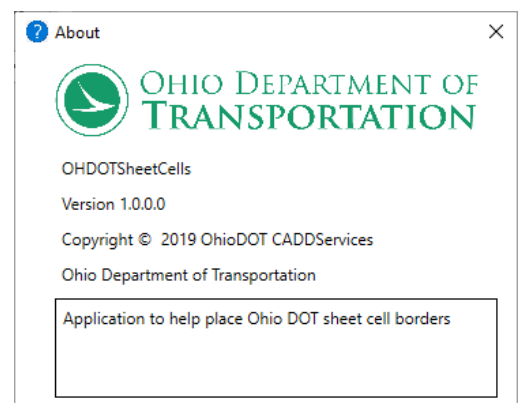 About
OHIO DEPARTMENT OF
TRANSPORTATION
OHDOTSheetCells
Version 1.0.0.0
Copyright © 2019 OhioDOT CADDServices
Ohio Department of Transportation
Application to help place Ohio DOT sheet cell borders